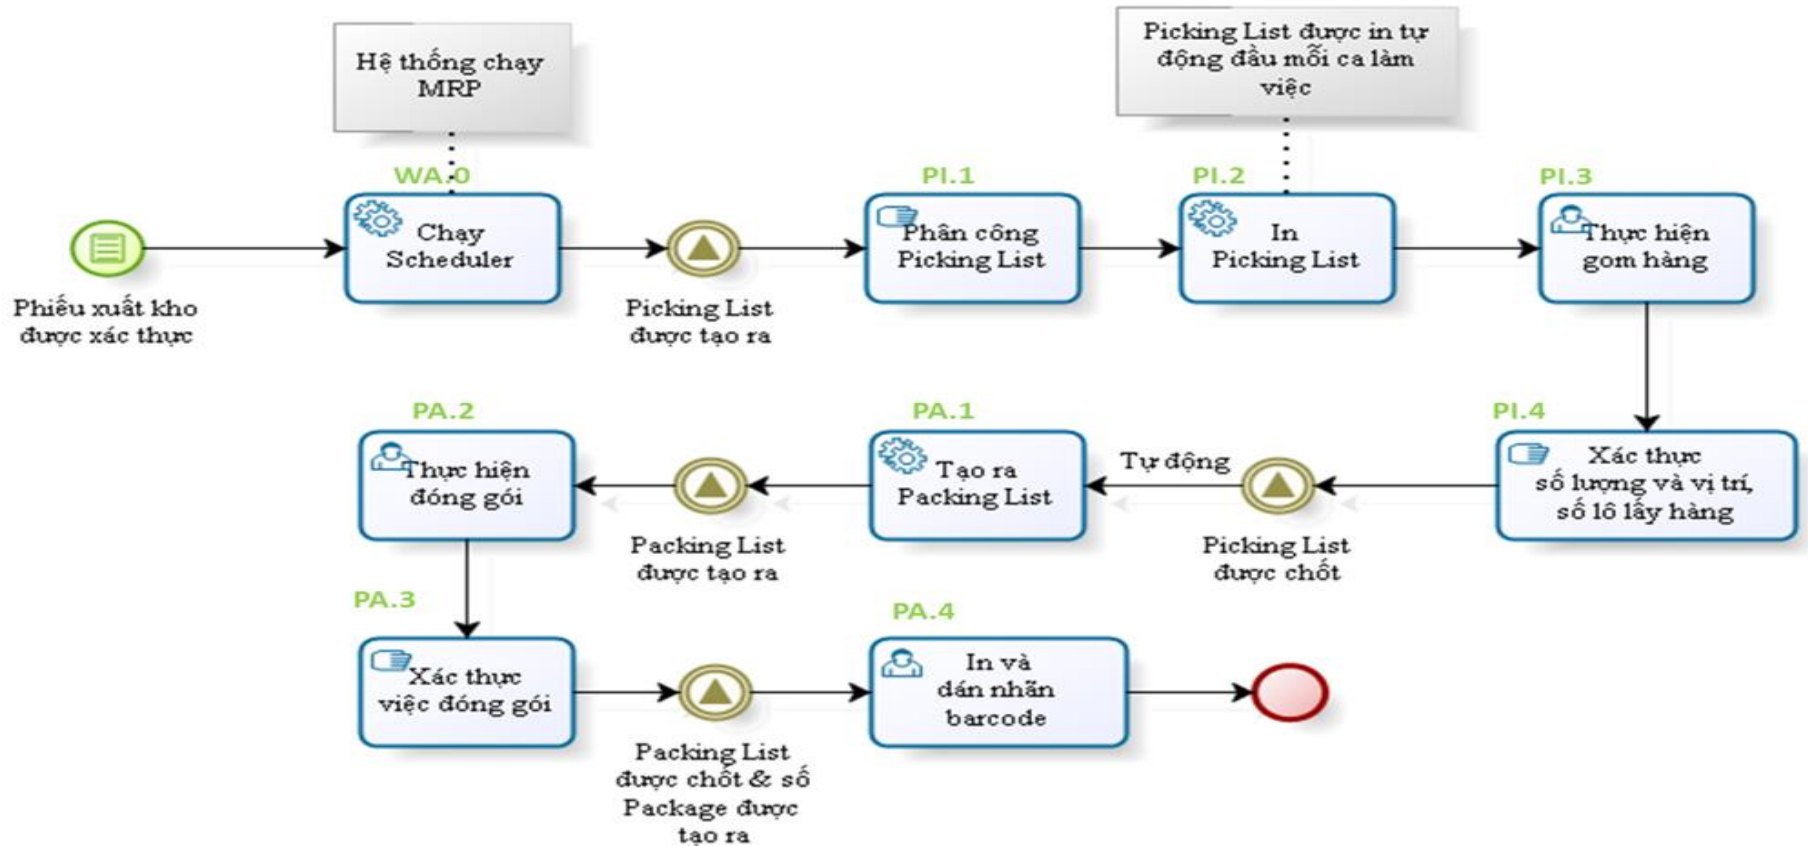 Hệ thống chạy
MRP
Picking List được in tự
động đầu mỗi ca làm
việc
WA.0
PI.1
PI.2
PI.3
Chạy
Scheduler
Phân công
Picking List
In
Picking List
Thực hiện
gom hàng
Phiếu xuất kho
được xác thực
Picking List
được tạo ra
PA.2
PA.1
PI.4
Thực hiện
đóng gói
Tạo ra
Packing List
Tự động
Xác thực
số lượng và vị trí,
số lô lấy hàng
Packing List
được tạo ra
Picking List
được chốt
PA.3
PA.4
Xác thực
việc đóng gói
In và
dán nhãn
barcode
Packing List
được chốt & số
Package được
tạo ra